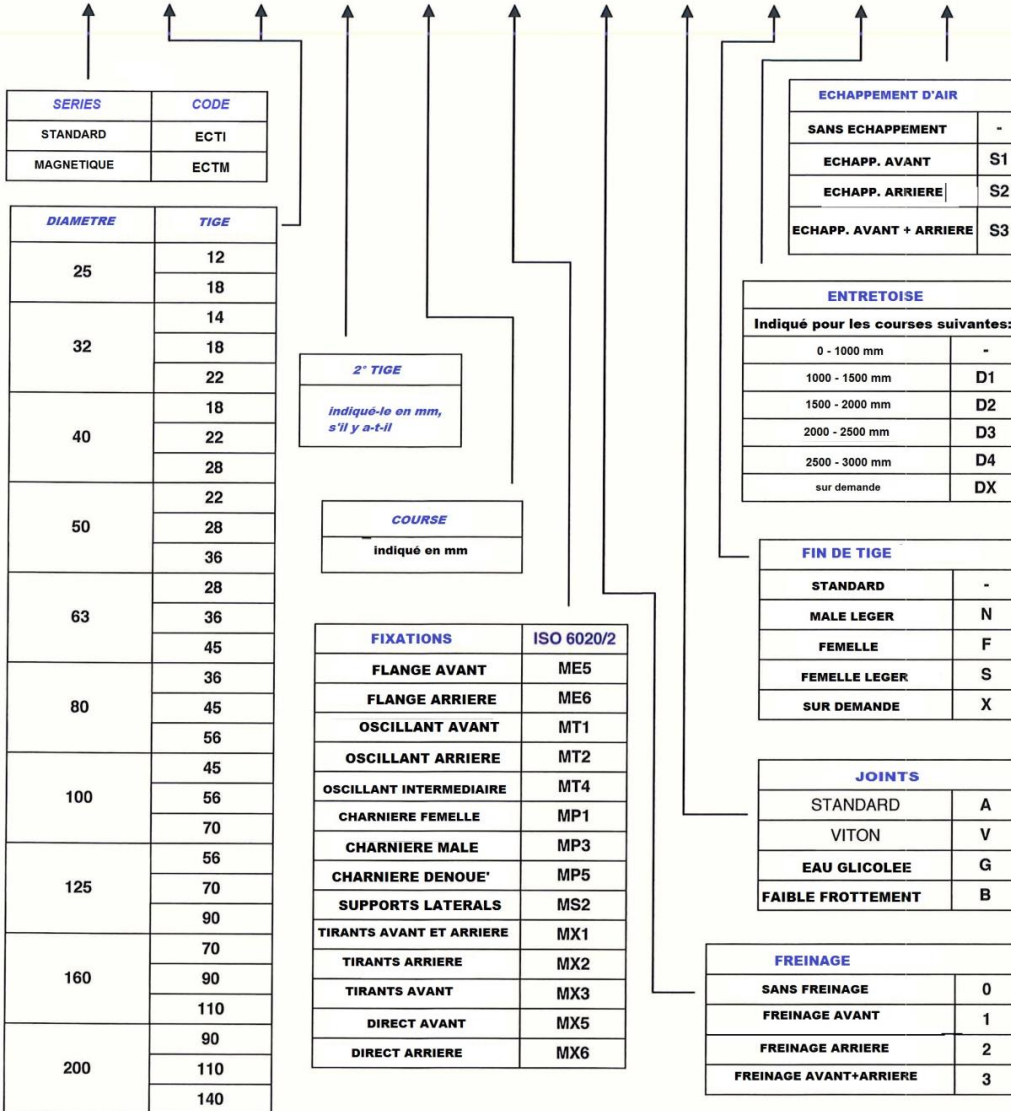 SERIES CODE
STANDARD ECTI
MAGNETIQUE ECTM
DIAMETRE TIGE
25 12
18
32 14
18
22
40 18
22
28
50 22
28
36
63 28
36
45
80 36
45
56
100 45
56
70
125 56
70
90
160 70
90
110
200 90
110
140
2° TIGE
indiqué-le en mm,
s'il y a-t-il
COURSE
indiqué en mm
FIXATIONS ISO 6020/2
FLANGE AVANT ME5
FLANGE ARRIERE ME6
OSCILLANT AVANT MT1
OSCILLANT ARRIERE MT2
OSCILLANT INTERMEDIAIRE MT4
CHARNIERE FEMELLE MP1
CHARNIERE MALE MP3
CHARNIERE DENOUE' MP5
SUPPORTS LATERALS MS2
TIRANTS AVANT ET ARRIERE MX1
TIRANTS ARRIERE MX2
TIRANTS AVANT MX3
DIRECT AVANT MX5
DIRECT ARRIERE MX6
ECHAPPEMENT D'AIR
SANS ECHAPPEMENT -
ECHAPP. AVANT S1
ECHAPP. ARRIERE S2
ECHAPP. AVANT + ARRIERE S3
ENTRETOISE
Indiqué pour les courses suivantes:
0 - 1000 mm -
1000 - 1500 mm D1
1500 - 2000 mm D2
2000 - 2500 mm D3
2500 - 3000 mm D4
sur demande DX
FIN DE TIGE
STANDARD -
MALE LEGER N
FEMELLE F
FEMELLE LEGER S
SUR DEMANDE X
JOINTS
STANDARD A
VITON V
EAU GLICOLEE G
FAIBLE FROTTEMENT B
FREINAGE
SANS FREINAGE 0
FREINAGE AVANT 1
FREINAGE ARRIERE 2
FREINAGE AVANT+ARRIERE 3